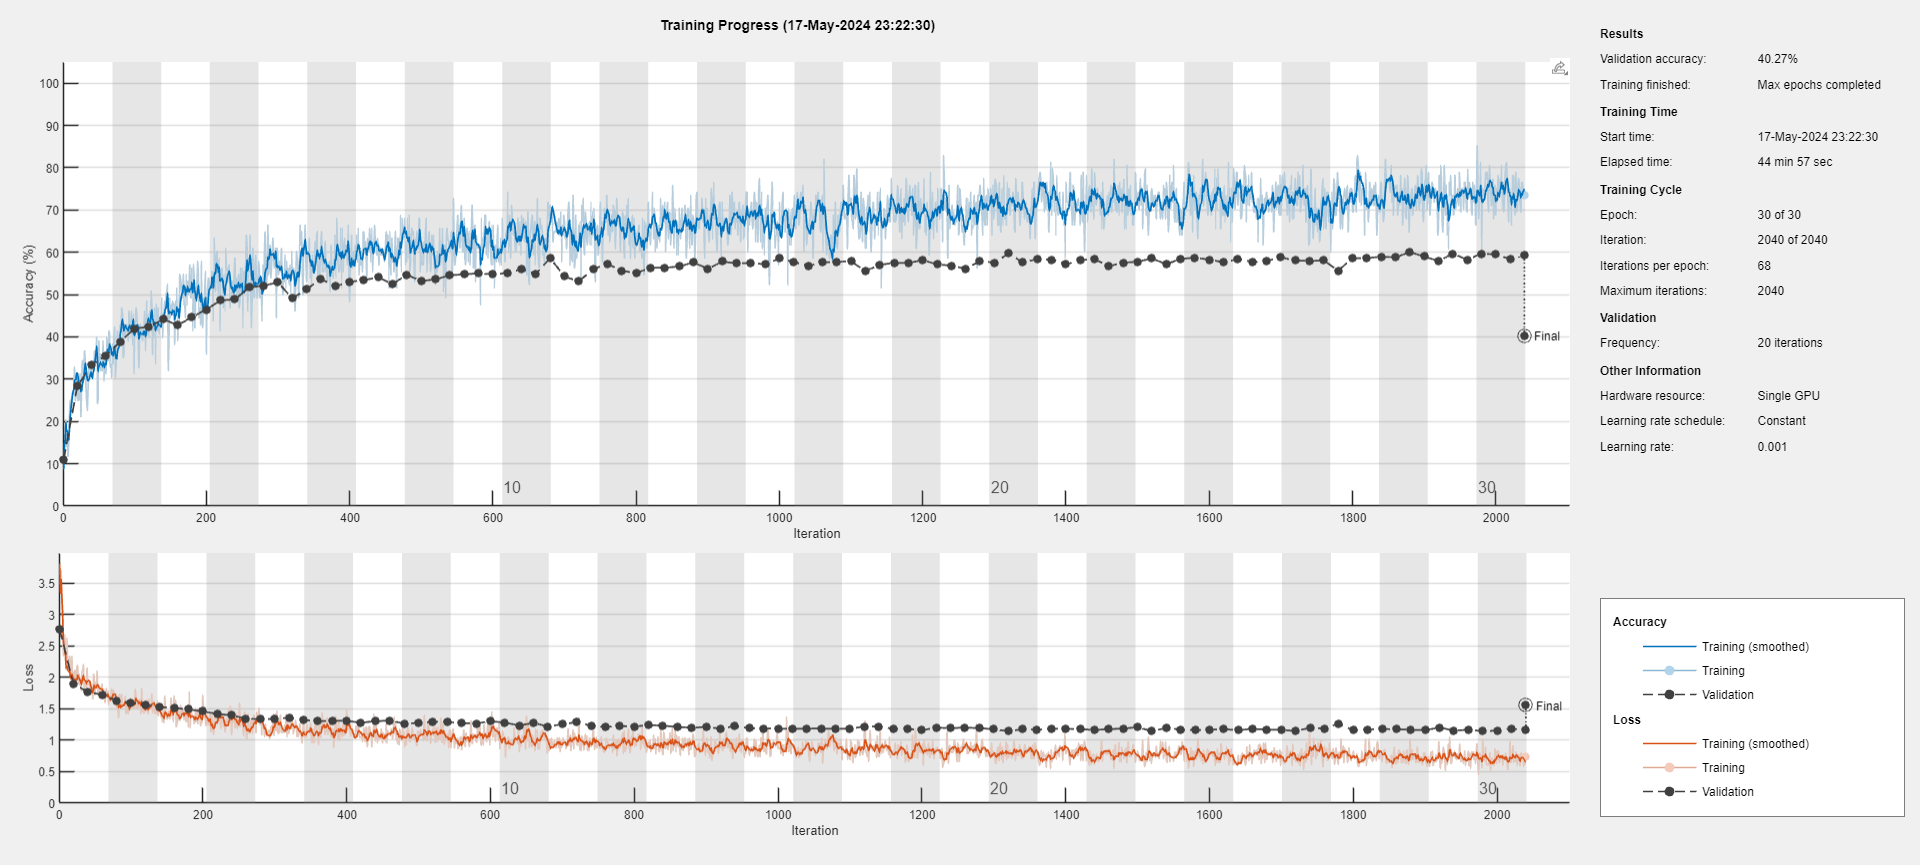 Training Progress (17-May-2024 23:22:30)
Accuracy (%)
100
90
80
70
60
50
40
30
20
10
0
Final
10
20
30
0 200 400 600 800 1000 1200 1400 1600 1800 2000
Iteration
Loss
3.5
3
2.5
2
1.5
1
0.5
0
Final
10
20
30
0 200 400 600 800 1000 1200 1400 1600 1800 2000
Iteration
Results
Validation accuracy: 40.27%
Training finished: Max epochs completed
Training Time
Start time: 17-May-2024 23:22:30
Elapsed time: 44 min 57 sec
Training Cycle
Epoch: 30 of 30
Iteration: 2040 of 2040
Iterations per epoch: 68
Maximum iterations: 2040
Validation
Frequency: 20 iterations
Other Information
Hardware resource: Single GPU
Learning rate schedule: Constant
Learning rate: 0.001
Accuracy
Training (smoothed)
Training
Validation
Loss
Training (smoothed)
Training
Validation